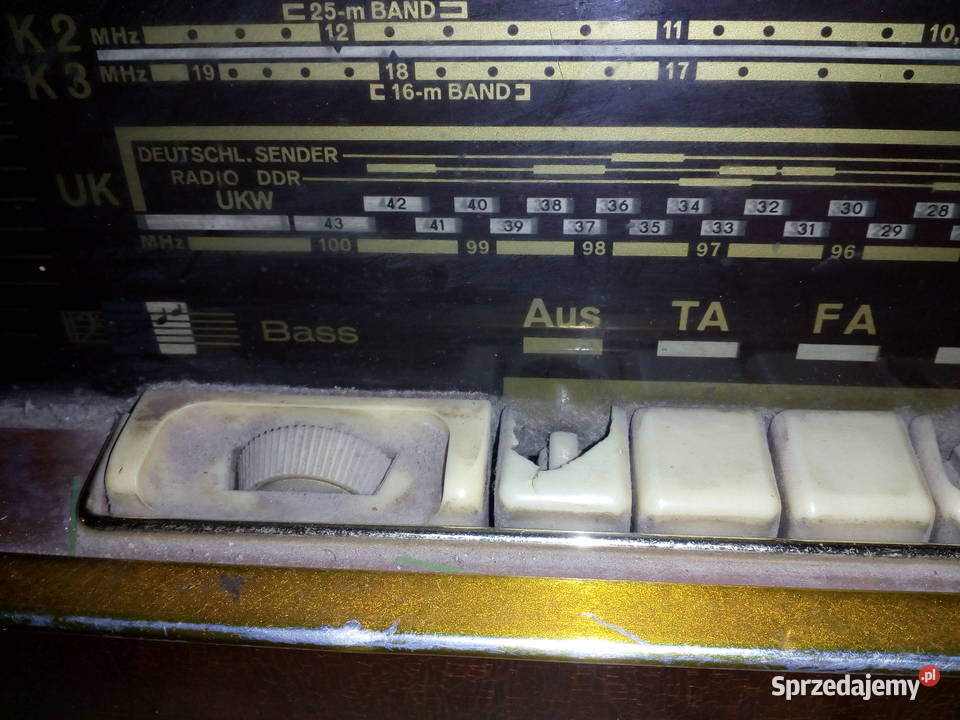 25-m BAND
K 2 MHz 12 11 10,
K 3 MHz 19 18 17
16-m BAND
DEUTSCHL. SENDER
RADIO DDR
UK UKW 42 40 38 36 34 32 30 28
43 41 39 37 35 33 31 29
MHz 100 99 98 97 96
Bass Aus TA FA
Sprzedajemy.pl